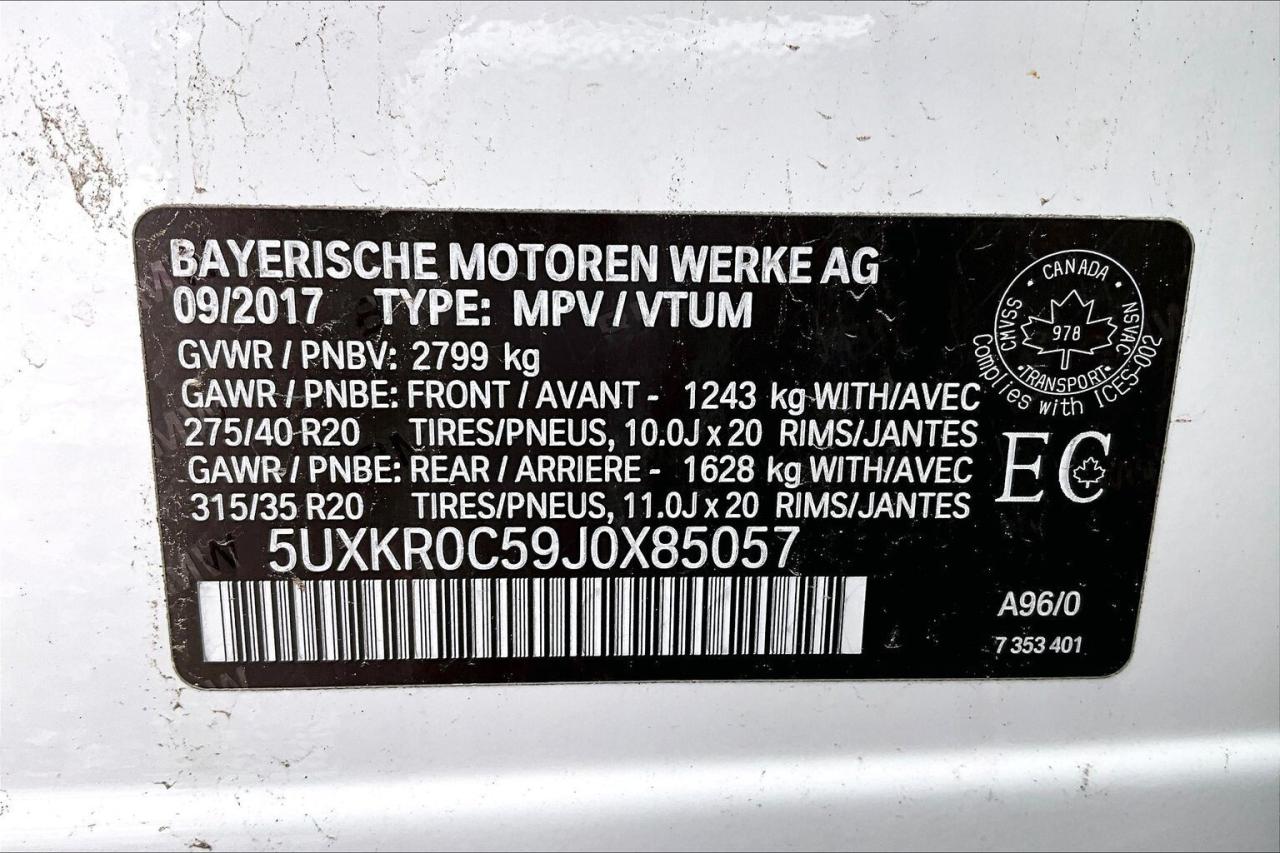 BAYERISCHE MOTOREN WERKE AG
09/2017 TYPE: MPV / VTUM
GVWR / PNBV: 2799 kg
GAWR / PNBE: FRONT / AVANT - 1243 kg WITH/AVEC
275/40 R20 TIRES/PNEUS, 10.0J x 20 RIMS/JANTES
GAWR / PNBE: REAR / ARRIERE - 1628 kg WITH/AVEC
315/35 R20 TIRES/PNEUS, 11.0J x 20 RIMS/JANTES
5UXKR0C59J0X85057
CANADA
CMVSS
978
NSVAC
TRANSPORT
Complies with ICES-002
EC
A96/0
7 353 401